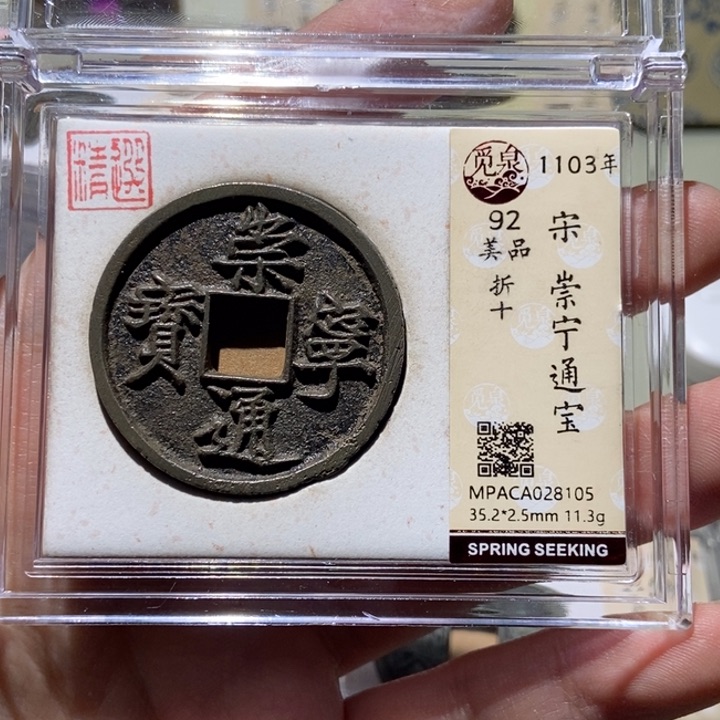 精選
崇
寧
通
寶
觅泉
1103年
92
美品
折十
宋 崇宁通宝
MPACA028105
35.2*2.5mm 11.3g
SPRING SEEKING